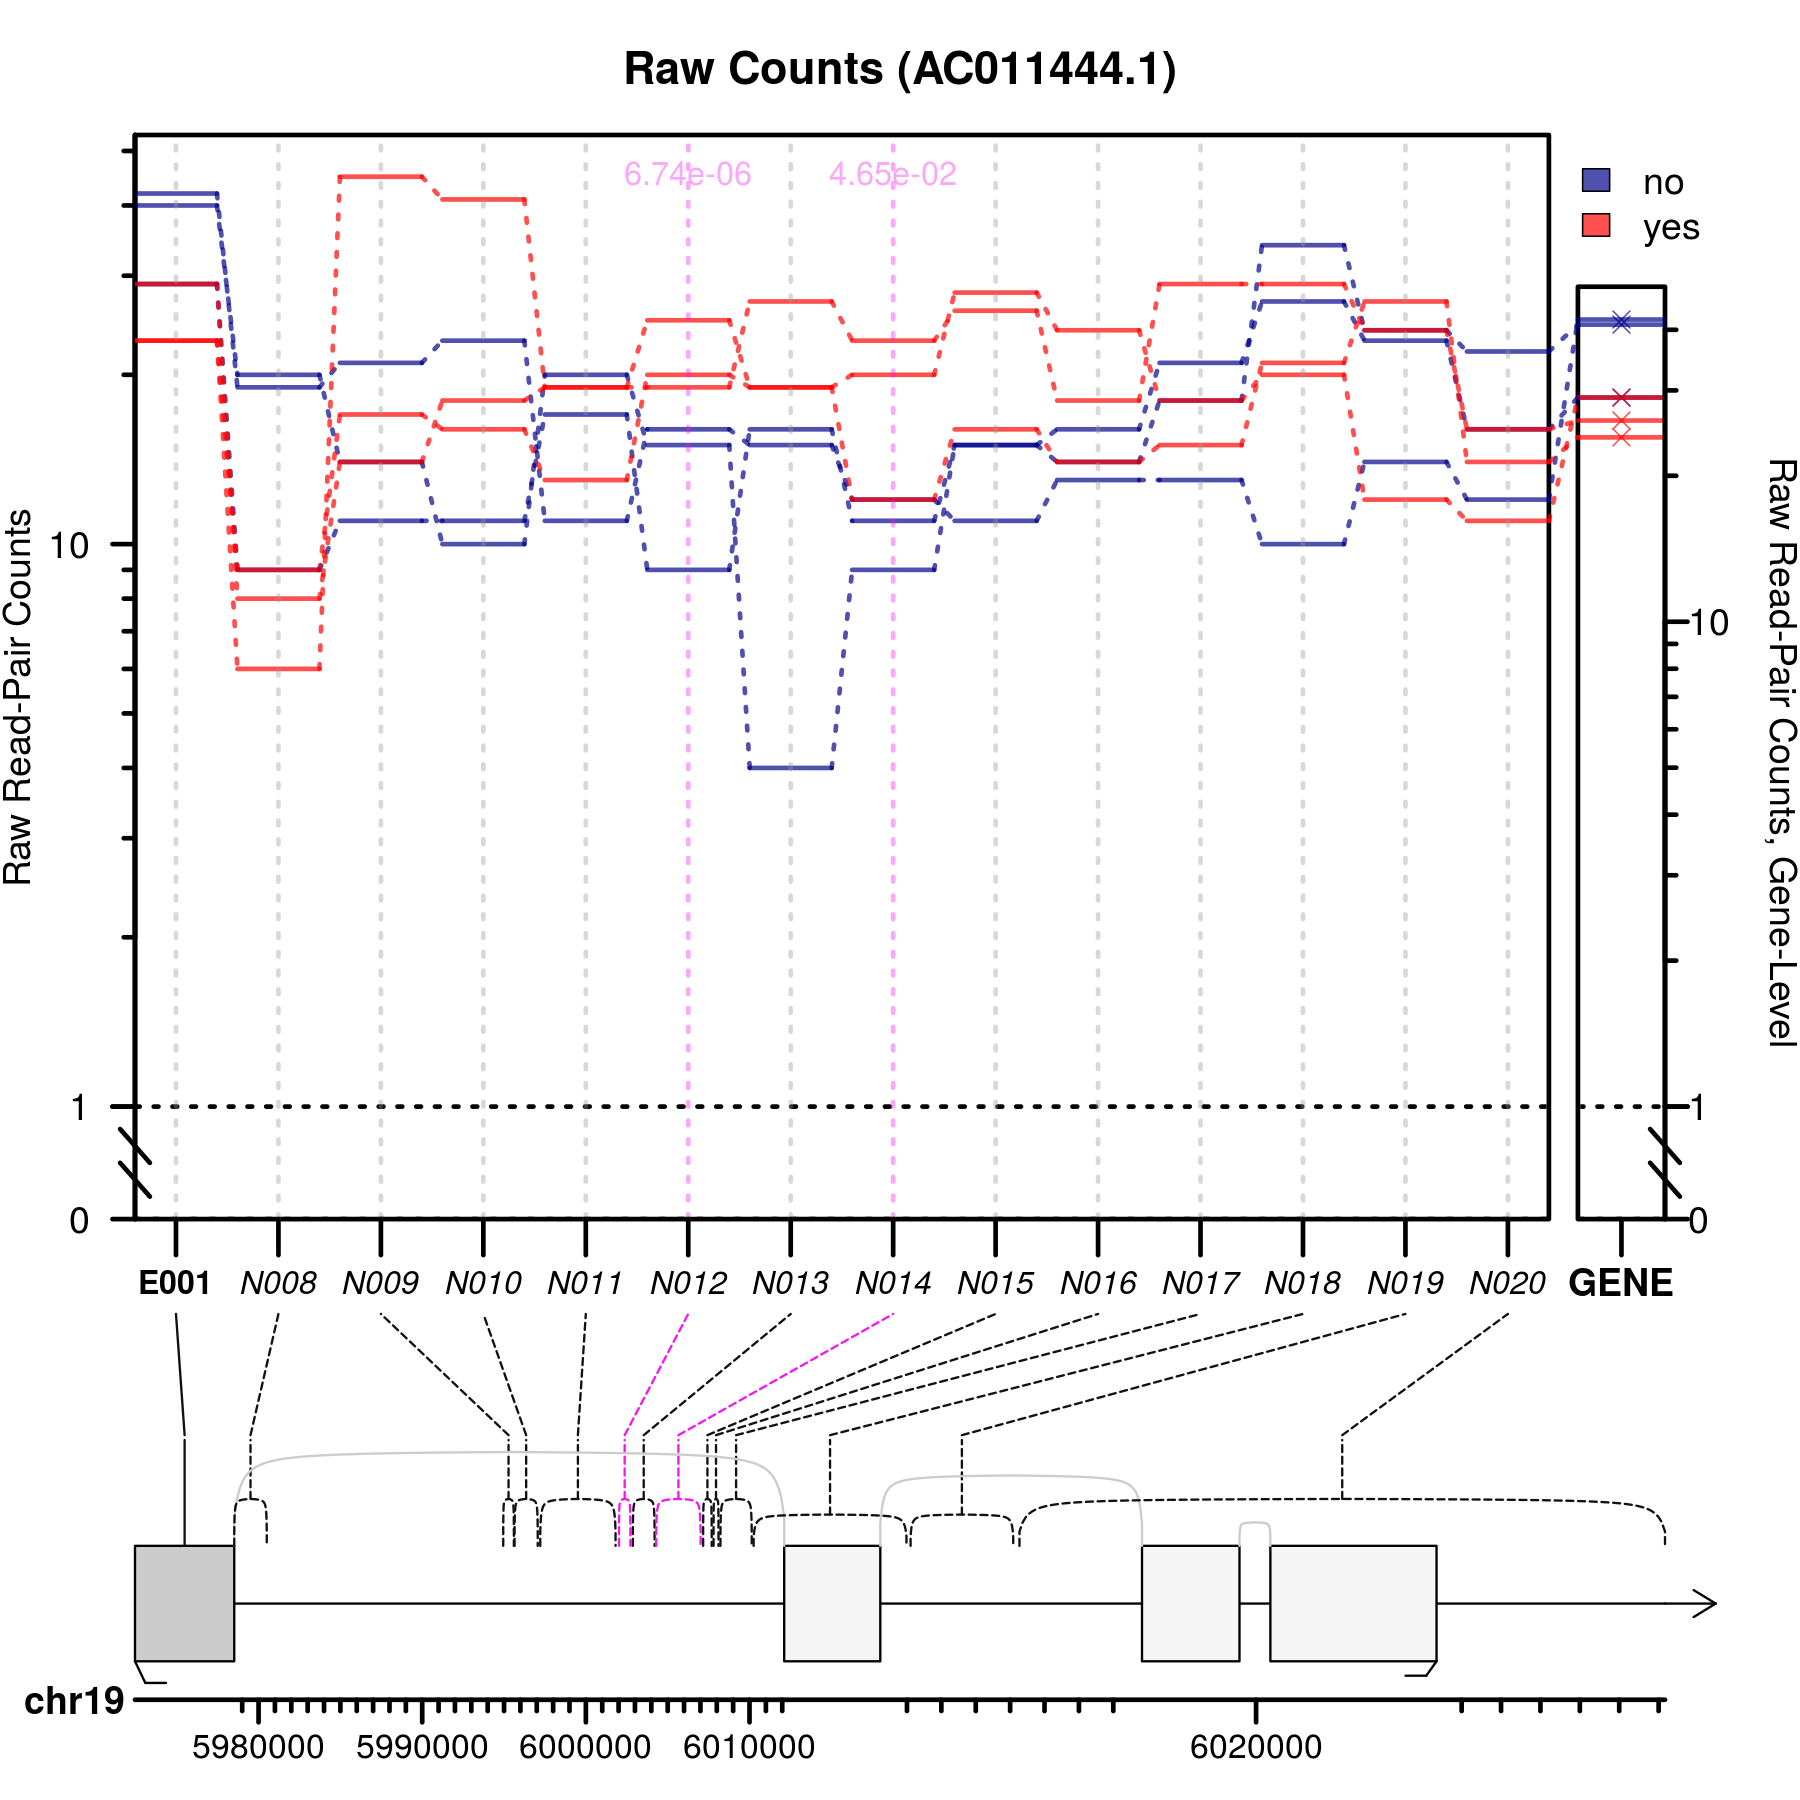 Raw Counts (AC011444.1)
6.74e-06 4.65e-02
no
yes
Raw Read-Pair Counts
10
1
0
10
1
0
Raw Read-Pair Counts, Gene-Level
E001 N008 N009 N010 N011 N012 N013 N014 N015 N016 N017 N018 N019 N020 GENE
chr19
5980000 5990000 6000000 6010000 6020000